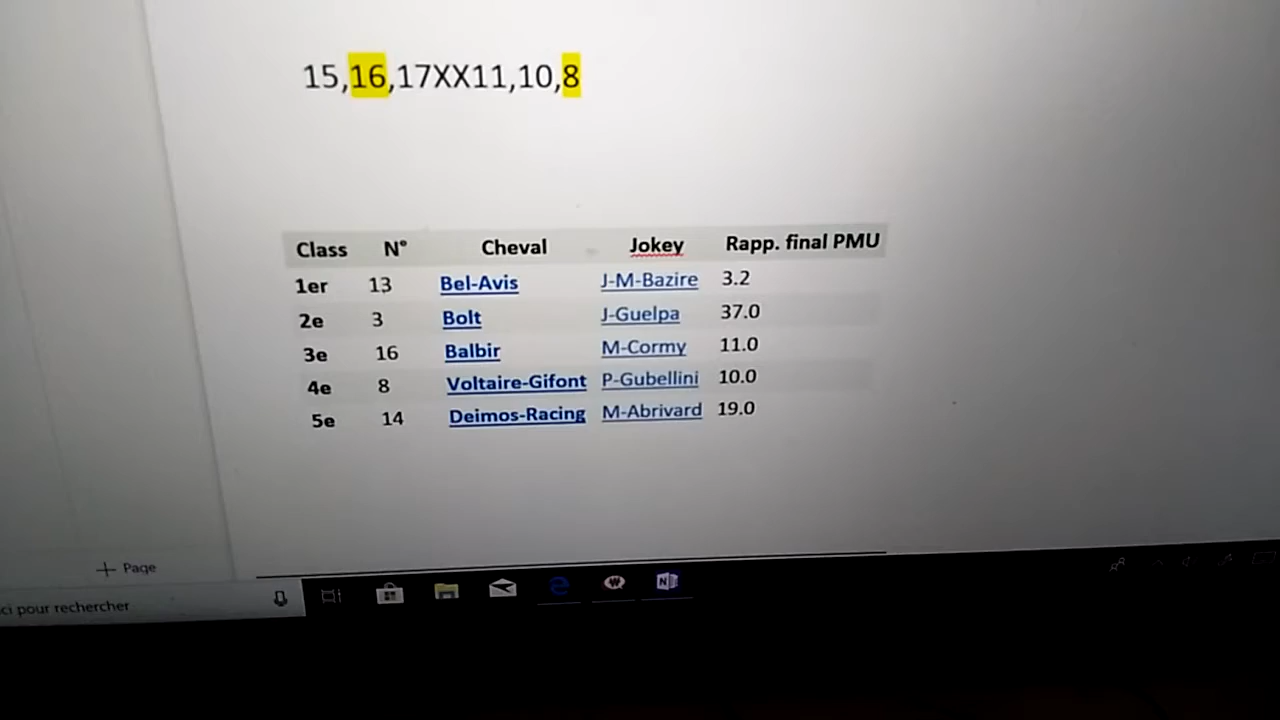 15,16,17XX11,10,8
Class N° Cheval Jokey Rapp. final PMU
1er 13 Bel-Avis J-M-Bazire 3.2
2e 3 Bolt J-Guelpa 37.0
3e 16 Balbir M-Cormy 11.0
4e 8 Voltaire-Gifont P-Gubellini 10.0
5e 14 Deimos-Racing M-Abrivard 19.0
+ Page
ci pour rechercher